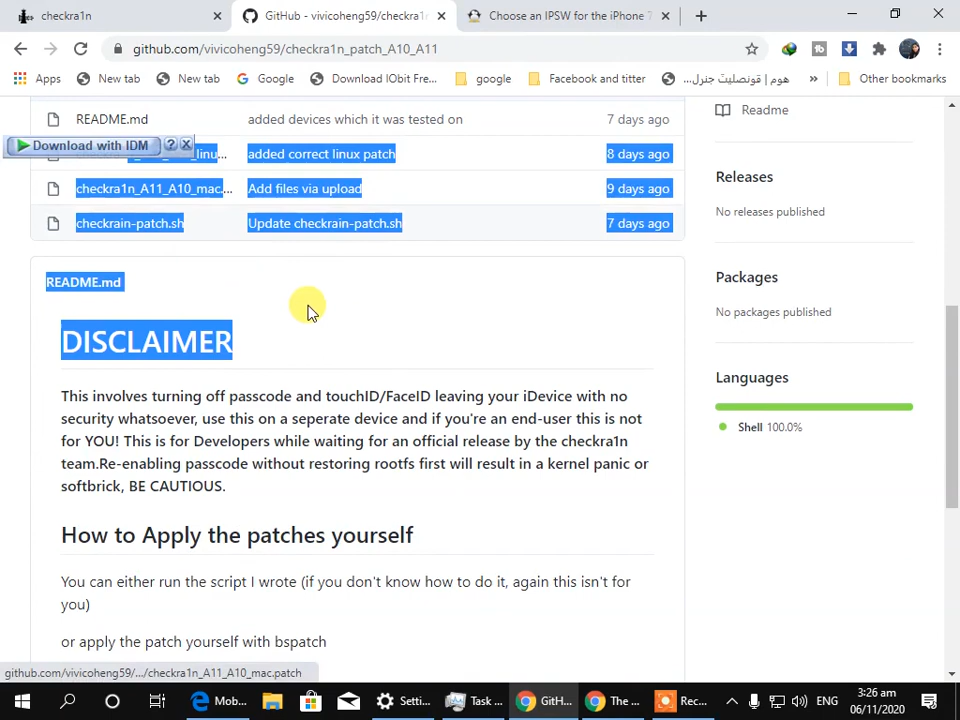 checkra1n
GitHub - vivicoheng59/checkra1
Choose an IPSW for the iPhone 7
github.com/vivicoheng59/checkra1n_patch_A10_A11
Apps
New tab
New tab
Google
Download IObit Fre...
google
Facebook and titter
هوم | قونصليٽ جنرل...
»
Other bookmarks
README.md
added devices which it was tested on
7 days ago
Readme
Download with IDM
?
linu...
added correct linux patch
8 days ago
checkra1n_A11_A10_mac....
Add files via upload
9 days ago
checkrain-patch.sh
Update checkrain-patch.sh
7 days ago
Releases
No releases published
Packages
No packages published
Languages
Shell 100.0%
README.md
DISCLAIMER
This involves turning off passcode and touchID/FaceID leaving your iDevice with no
security whatsoever, use this on a seperate device and if you're an end-user this is not
for YOU! This is for Developers while waiting for an official release by the checkra1n
team.Re-enabling passcode without restoring rootfs first will result in a kernel panic or
softbrick, BE CAUTIOUS.
How to Apply the patches yourself
You can either run the script I wrote (if you don't know how to do it, again this isn't for
you)
or apply the patch yourself with bspatch
github.com/vivicoheng59/.../checkra1n_A11_A10_mac.patch
Mob...
Setti...
Task ...
GitH...
The ...
Rec...
ENG
3:26 am
06/11/2020